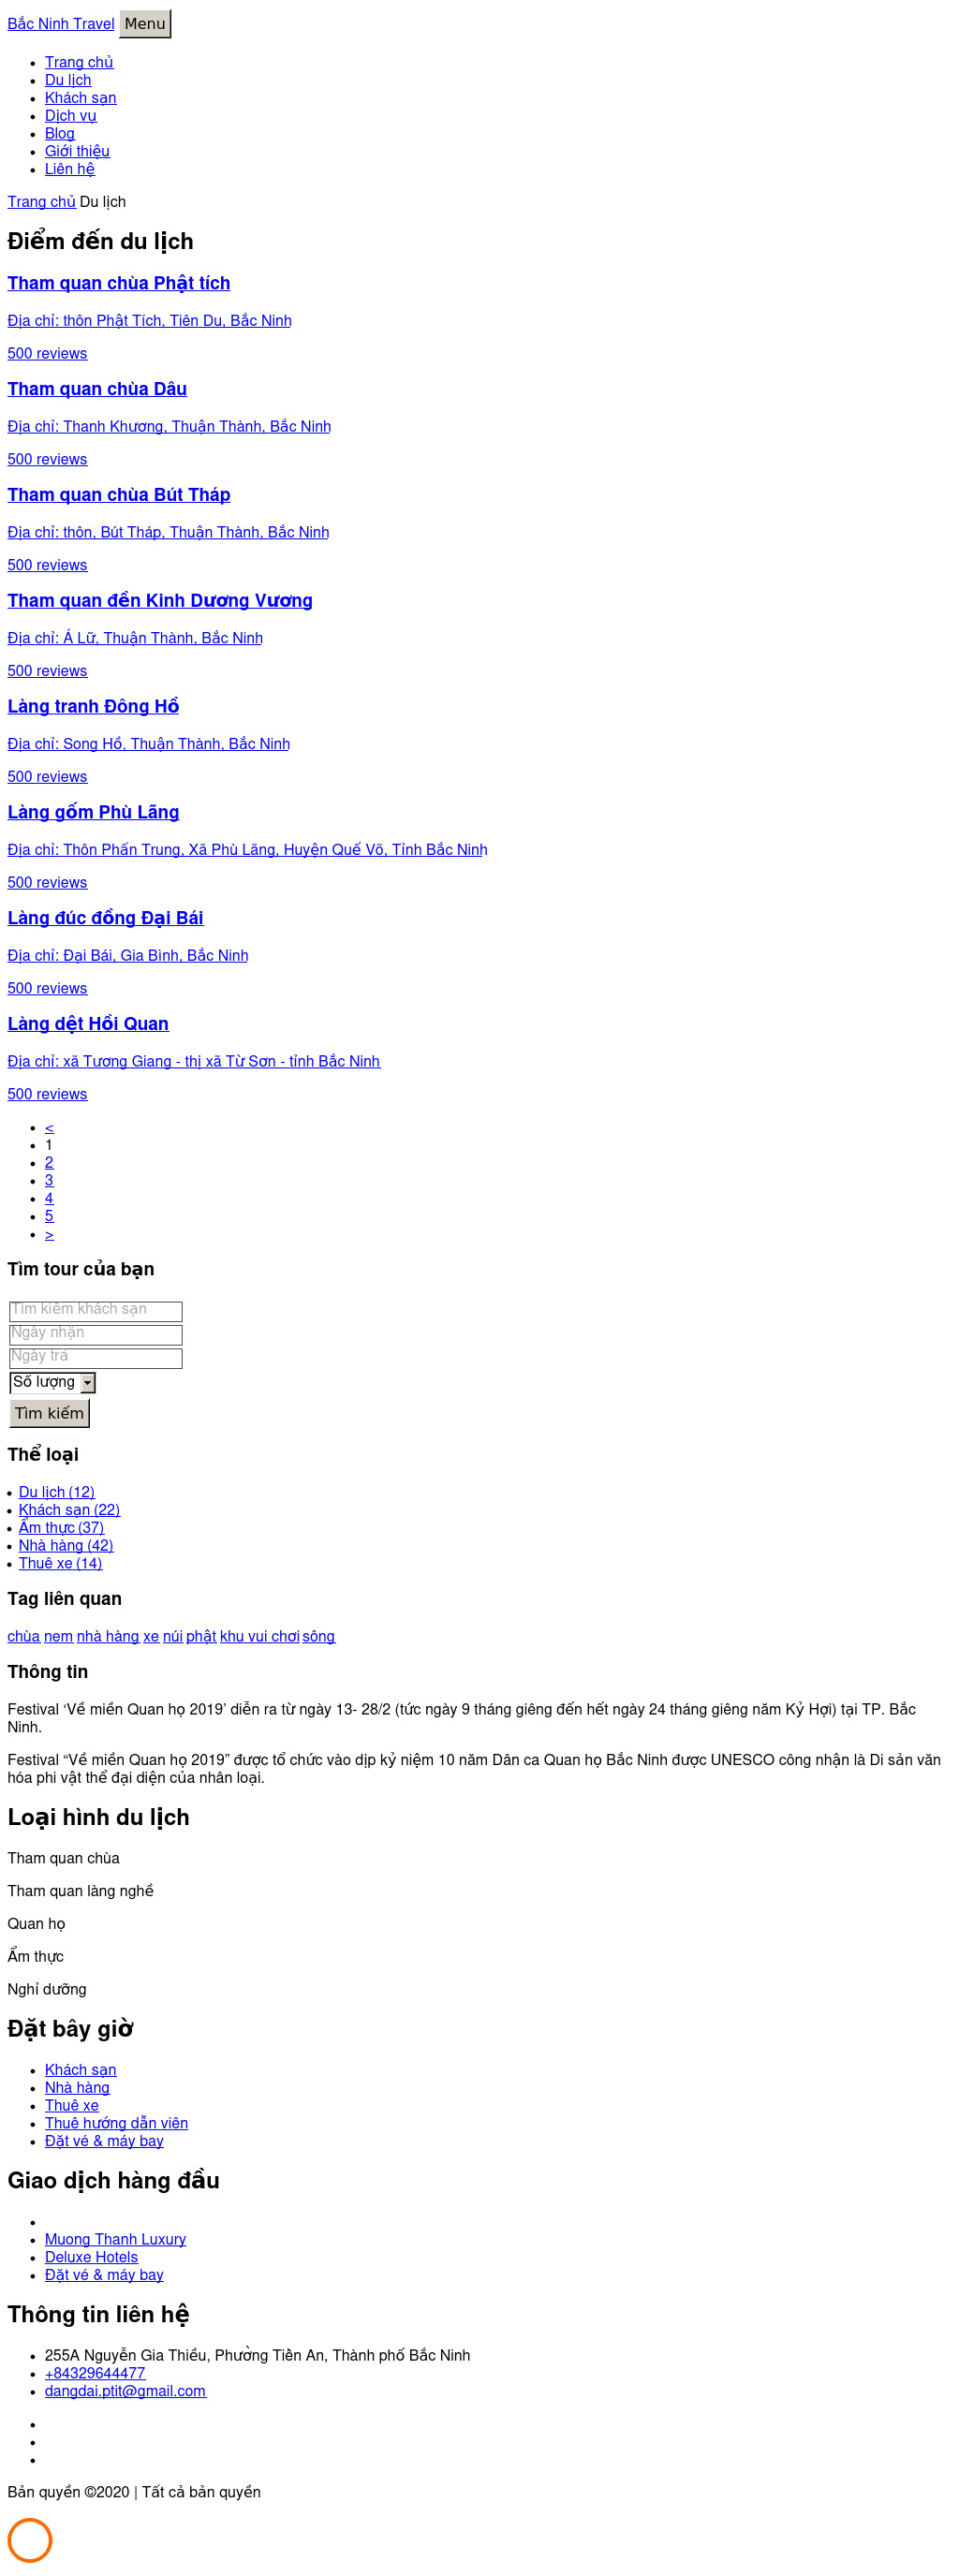 Bắc Ninh Travel Menu
Trang chủ
Du lịch
Khách sạn
Dịch vụ
Blog
Giới thiệu
Liên hệ
Trang chủ Du lịch
Điểm đến du lịch
Tham quan chùa Phật tích
Địa chỉ: thôn Phật Tích, Tiên Du, Bắc Ninh
500 reviews
Tham quan chùa Dâu
Địa chỉ: Thanh Khương, Thuận Thành, Bắc Ninh
500 reviews
Tham quan chùa Bút Tháp
Địa chỉ: thôn, Bút Tháp, Thuận Thành, Bắc Ninh
500 reviews
Tham quan đền Kinh Dương Vương
Địa chỉ: Á Lữ, Thuận Thành, Bắc Ninh
500 reviews
Làng tranh Đông Hồ
Địa chỉ: Song Hồ, Thuận Thành, Bắc Ninh
500 reviews
Làng gốm Phù Lãng
Địa chỉ: Thôn Phấn Trung, Xã Phù Lãng, Huyện Quế Võ, Tỉnh Bắc Ninh
500 reviews
Làng đúc đồng Đại Bái
Địa chỉ: Đại Bái, Gia Bình, Bắc Ninh
500 reviews
Làng dệt Hồi Quan
Địa chỉ: xã Tương Giang - thị xã Từ Sơn - tỉnh Bắc Ninh
500 reviews
<
1
2
3
4
5
>
Tìm tour của bạn
Tìm kiếm khách sạn
Ngày nhận
Ngày trả
Số lượng
Tìm kiếm
Thể loại
Du lịch (12)
Khách sạn (22)
Ẩm thực (37)
Nhà hàng (42)
Thuê xe (14)
Tag liên quan
chùa nem nhà hàng xe núi phật khu vui chơi sông
Thông tin
Festival ‘Về miền Quan họ 2019’ diễn ra từ ngày 13- 28/2 (tức ngày 9 tháng giêng đến hết ngày 24 tháng giêng năm Kỷ Hợi) tại TP. Bắc
Ninh.
Festival “Về miền Quan họ 2019” được tổ chức vào dịp kỷ niệm 10 năm Dân ca Quan họ Bắc Ninh được UNESCO công nhận là Di sản văn
hóa phi vật thể đại diện của nhân loại.
Loại hình du lịch
Tham quan chùa
Tham quan làng nghề
Quan họ
Ẩm thực
Nghỉ dưỡng
Đặt bây giờ
Khách sạn
Nhà hàng
Thuê xe
Thuê hướng dẫn viên
Đặt vé & máy bay
Giao dịch hàng đầu
Muong Thanh Luxury
Deluxe Hotels
Đặt vé & máy bay
Thông tin liên hệ
255A Nguyễn Gia Thiều, Phường Tiền An, Thành phố Bắc Ninh
+84329644477
dangdai.ptit@gmail.com
Bản quyền ©2020 | Tất cả bản quyền